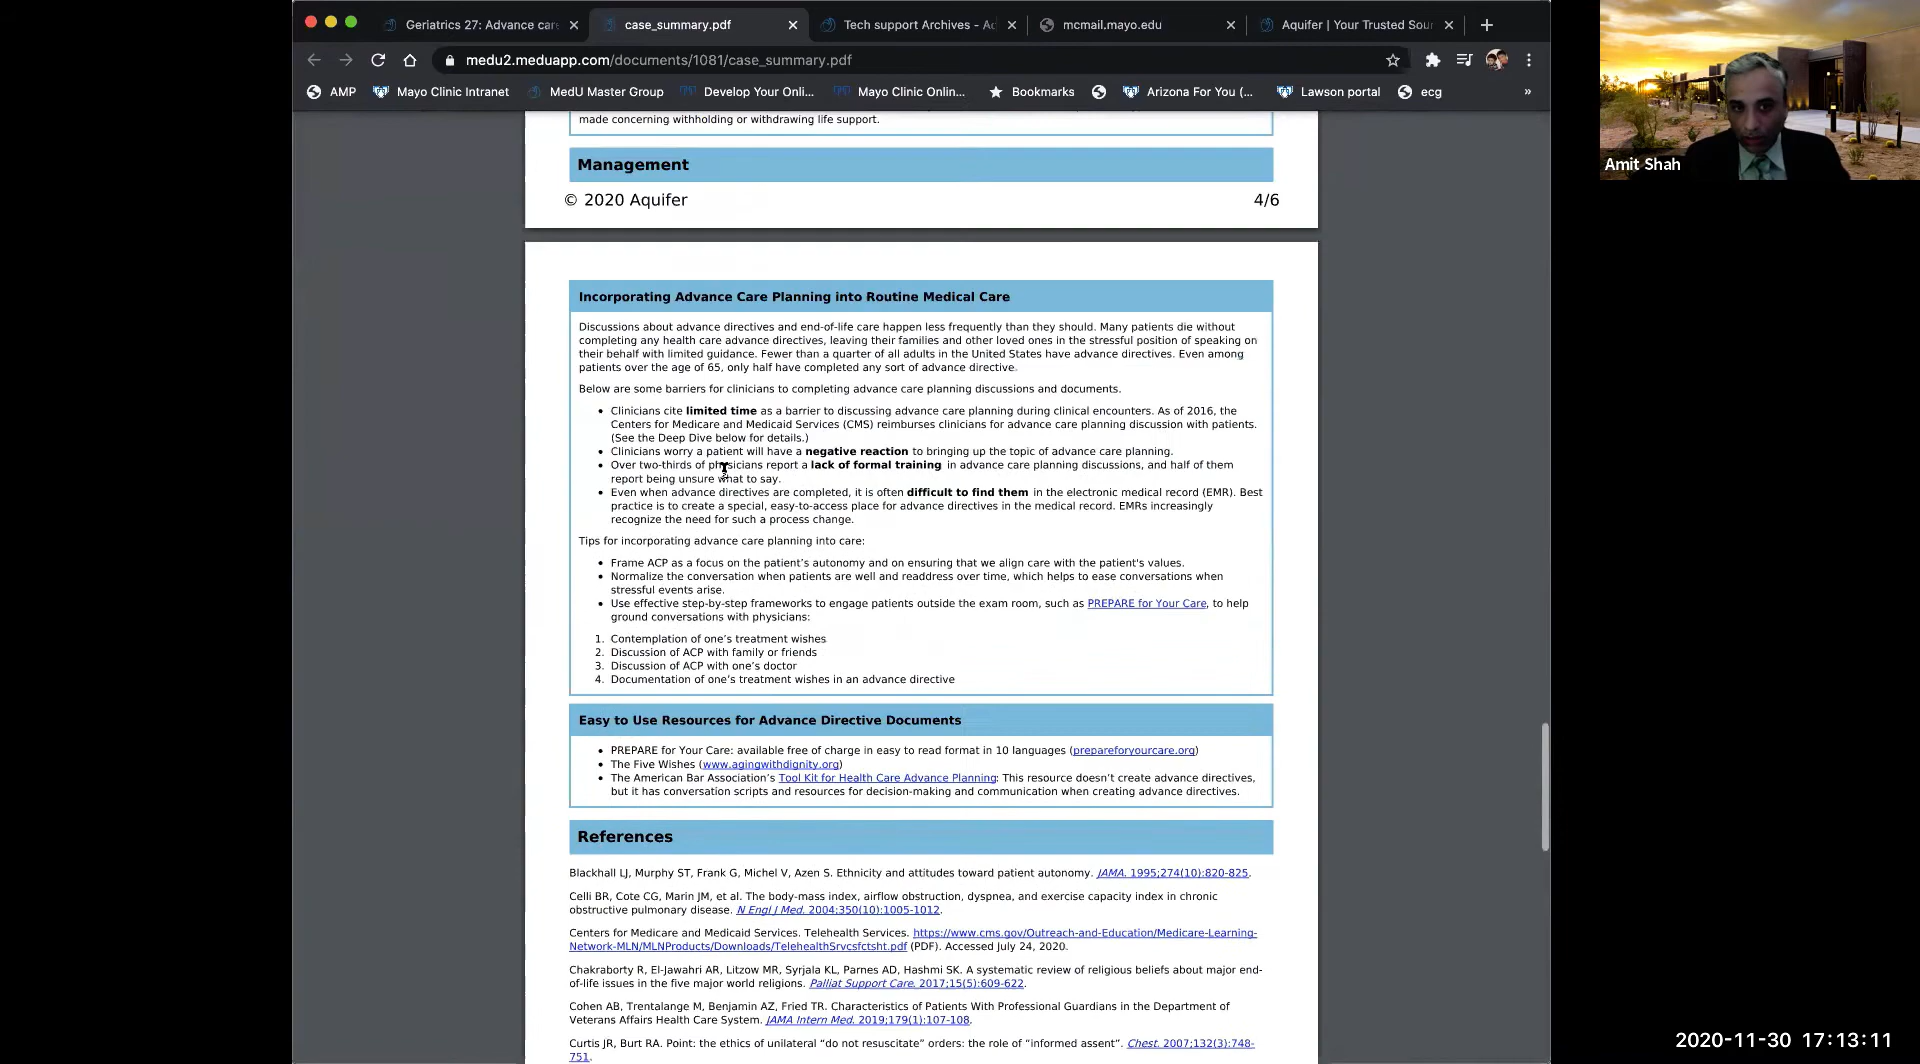 Geriatrics 27: Advance car
case_summary.pdf
Tech support Archives - Ac
mcmail.mayo.edu
Aquifer | Your Trusted Sour
medu2.meduapp.com/documents/1081/case_summary.pdf
AMP
Mayo Clinic Intranet
MedU Master Group
Develop Your Onli...
Mayo Clinic Onlin...
Bookmarks
Arizona For You (...
Lawson portal
ecg
»
Amit Shah
made concerning withholding or withdrawing life support.
Management
© 2020 Aquifer
4/6
Incorporating Advance Care Planning into Routine Medical Care
Discussions about advance directives and end-of-life care happen less frequently than they should. Many patients die without
completing any health care advance directives, leaving their families and other loved ones in the stressful position of speaking on
their behalf with limited guidance. Fewer than a quarter of all adults in the United States have advance directives. Even among
patients over the age of 65, only half have completed any sort of advance directive.
Below are some barriers for clinicians to completing advance care planning discussions and documents.
• Clinicians cite limited time as a barrier to discussing advance care planning during clinical encounters. As of 2016, the
Centers for Medicare and Medicaid Services (CMS) reimburses clinicians for advance care planning discussion with patients.
(See the Deep Dive below for details.)
• Clinicians worry a patient will have a negative reaction to bringing up the topic of advance care planning.
• Over two-thirds of physicians report a lack of formal training in advance care planning discussions, and half of them
report being unsure what to say.
• Even when advance directives are completed, it is often difficult to find them in the electronic medical record (EMR). Best
practice is to create a special, easy-to-access place for advance directives in the medical record. EMRs increasingly
recognize the need for such a process change.
Tips for incorporating advance care planning into care:
• Frame ACP as a focus on the patient’s autonomy and on ensuring that we align care with the patient's values.
• Normalize the conversation when patients are well and readdress over time, which helps to ease conversations when
stressful events arise.
• Use effective step-by-step frameworks to engage patients outside the exam room, such as PREPARE for Your Care, to help
ground conversations with physicians:
1. Contemplation of one’s treatment wishes
2. Discussion of ACP with family or friends
3. Discussion of ACP with one’s doctor
4. Documentation of one’s treatment wishes in an advance directive
Easy to Use Resources for Advance Directive Documents
• PREPARE for Your Care: available free of charge in easy to read format in 10 languages (prepareforyourcare.org)
• The Five Wishes (www.agingwithdignity.org)
• The American Bar Association’s Tool Kit for Health Care Advance Planning: This resource doesn’t create advance directives,
but it has conversation scripts and resources for decision-making and communication when creating advance directives.
References
Blackhall LJ, Murphy ST, Frank G, Michel V, Azen S. Ethnicity and attitudes toward patient autonomy. JAMA. 1995;274(10):820-825.
Celli BR, Cote CG, Marin JM, et al. The body-mass index, airflow obstruction, dyspnea, and exercise capacity index in chronic
obstructive pulmonary disease. N Engl J Med. 2004;350(10):1005-1012.
Centers for Medicare and Medicaid Services. Telehealth Services. https://www.cms.gov/Outreach-and-Education/Medicare-Learning-
Network-MLN/MLNProducts/Downloads/TelehealthSrvcsfctsht.pdf (PDF). Accessed July 24, 2020.
Chakraborty R, El-Jawahri AR, Litzow MR, Syrjala KL, Parnes AD, Hashmi SK. A systematic review of religious beliefs about major end-
of-life issues in the five major world religions. Palliat Support Care. 2017;15(5):609-622.
Cohen AB, Trentalange M, Benjamin AZ, Fried TR. Characteristics of Patients With Professional Guardians in the Department of
Veterans Affairs Health Care System. JAMA Intern Med. 2019;179(1):107-108.
Curtis JR, Burt RA. Point: the ethics of unilateral “do not resuscitate” orders: the role of “informed assent”. Chest. 2007;132(3):748-
751.
2020-11-30 17:13:11